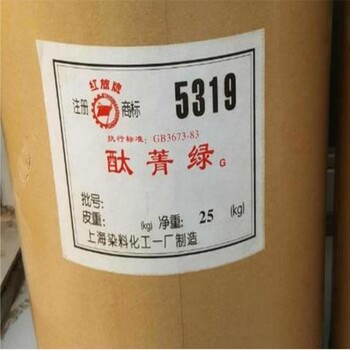 红旗牌
注册 商标 5319
执行标准: GB3673-83
酞菁绿G
批号:
皮重: (kg) 净重: 25 (kg)
上海染料化工一厂制造